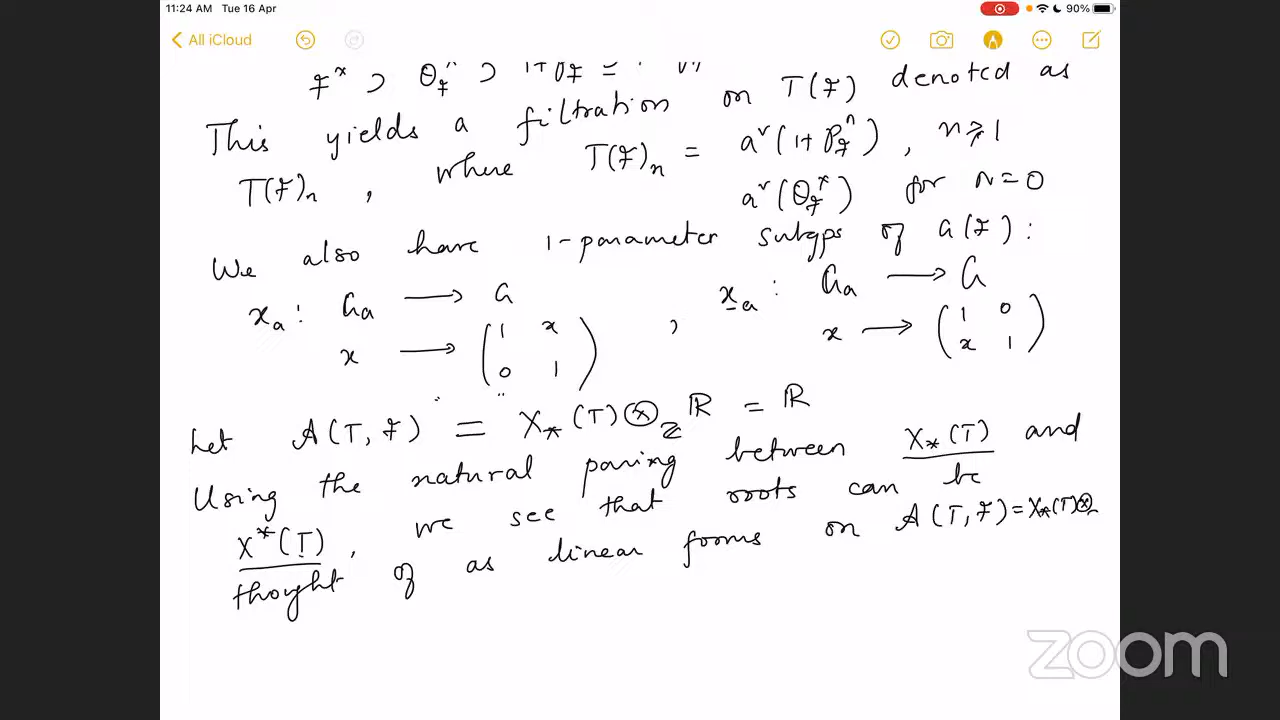 11:24 AM Tue 16 Apr
90%
All iCloud
This yields a filtration on T(F) denoted as
T(F)_n , where T(F)_n = a^v(1+P_F^n) , n ≥ 1
a^v(O_F^x) for n = 0
We also have 1-parameter subgps of G(F) :
x_a : G_a → G , x_-a : G_a → G
x → (1 x
0 1) x → (1 0
x 1)
Let A(T, F) = X_*(T) ⊗_Z ℝ = ℝ
Using the natural pairing between X_*(T) and
X^*(T) , we see that roots can be
thoyht of as linear forms on A(T, F) = X_*(T) ⊗
zoom